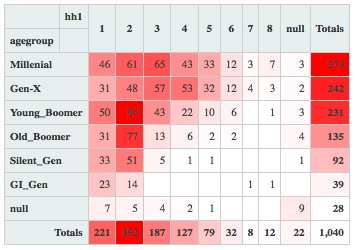 hh1 1 2 3 4 5 6 7 8 null Totals
agegroup
Millenial 46 61 65 43 33 12 3 7 3 273
Gen-X 31 48 57 53 32 12 4 3 2 242
Young_Boomer 50 96 43 22 10 6 1 3 231
Old_Boomer 31 77 13 6 2 2 4 135
Silent_Gen 33 51 5 1 1 1 92
GI_Gen 23 14 1 1 39
null 7 5 4 2 1 9 28
Totals 221 352 187 127 79 32 8 12 22 1,040